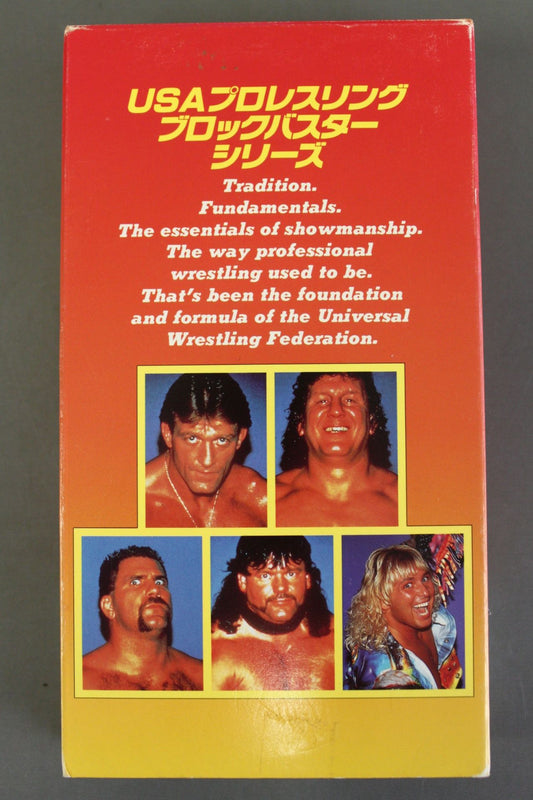 USAプロレスリング
ブロックバスター
シリーズ
Tradition.
Fundamentals.
The essentials of showmanship.
The way professional
wrestling used to be.
That's been the foundation
and formula of the Universal
Wrestling Federation.